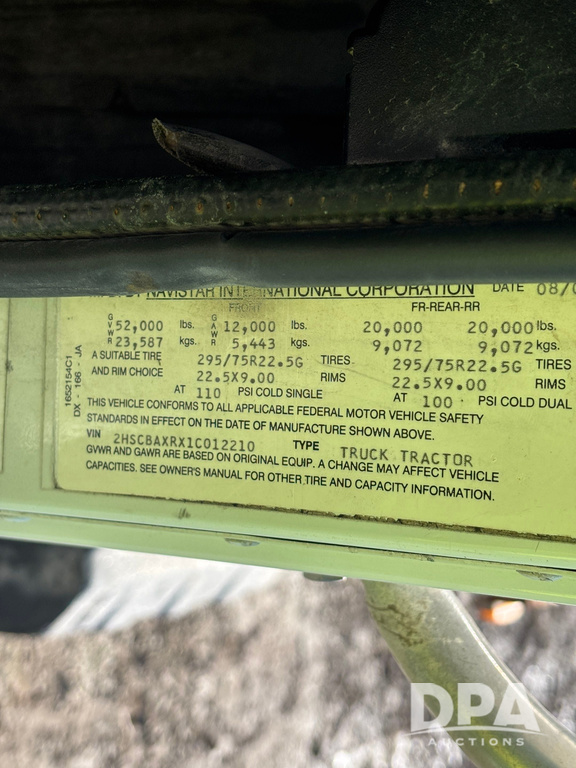 NAVISTAR INTERNATIONAL CORPORATION DATE 08/
FRONT FR-REAR-RR
GVWR 52,000 lbs. GAWR 12,000 lbs. 20,000 20,000 lbs.
23,587 kgs. 5,443 kgs. 9,072 9,072 kgs.
A SUITABLE TIRE 295/75R22.5G TIRES 295/75R22.5G TIRES
AND RIM CHOICE 22.5X9.00 RIMS 22.5X9.00 RIMS
AT 110 PSI COLD SINGLE AT 100 PSI COLD DUAL
THIS VEHICLE CONFORMS TO ALL APPLICABLE FEDERAL MOTOR VEHICLE SAFETY
STANDARDS IN EFFECT ON THE DATE OF MANUFACTURE SHOWN ABOVE.
VIN 2HSCBAXRX1C012210 TYPE TRUCK TRACTOR
GVWR AND GAWR ARE BASED ON ORIGINAL EQUIP. A CHANGE MAY AFFECT VEHICLE
CAPACITIES. SEE OWNER'S MANUAL FOR OTHER TIRE AND CAPACITY INFORMATION.
1652154C1
DX - 166 - JA
DPA
AUCTIONS